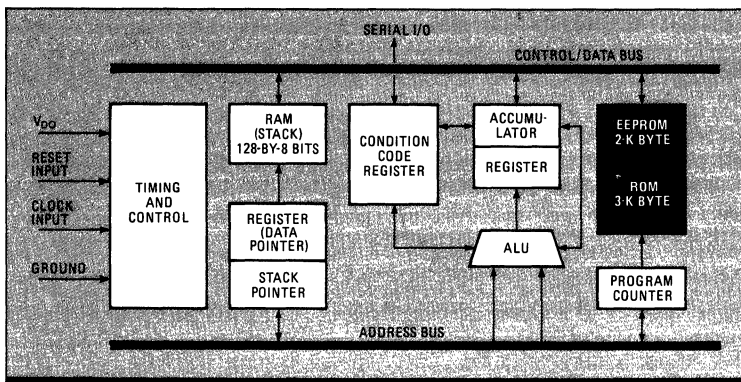 SERIAL I/O
CONTROL/DATA BUS
VDD
RESET
INPUT
CLOCK
INPUT
GROUND
TIMING
AND
CONTROL
RAM
(STACK)
128-BY-8 BITS
REGISTER
(DATA
POINTER)
STACK
POINTER
CONDITION
CODE
REGISTER
ACCUMU-
LATOR
REGISTER
ALU
EEPROM
2-K BYTE
ROM
3-K BYTE
PROGRAM
COUNTER
ADDRESS BUS